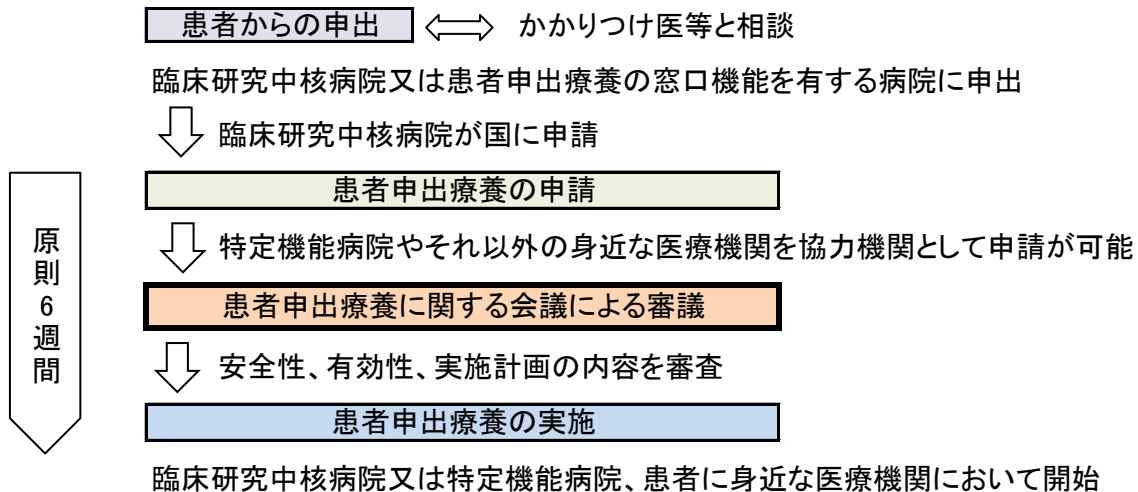 患者からの申出
かかりつけ医等と相談
臨床研究中核病院又は患者申出療養の窓口機能を有する病院に申出
臨床研究中核病院が国に申請
患者申出療養の申請
原則6週間
特定機能病院やそれ以外の身近な医療機関を協力機関として申請が可能
患者申出療養に関する会議による審議
安全性、有効性、実施計画の内容を審査
患者申出療養の実施
臨床研究中核病院又は特定機能病院、患者に身近な医療機関において開始